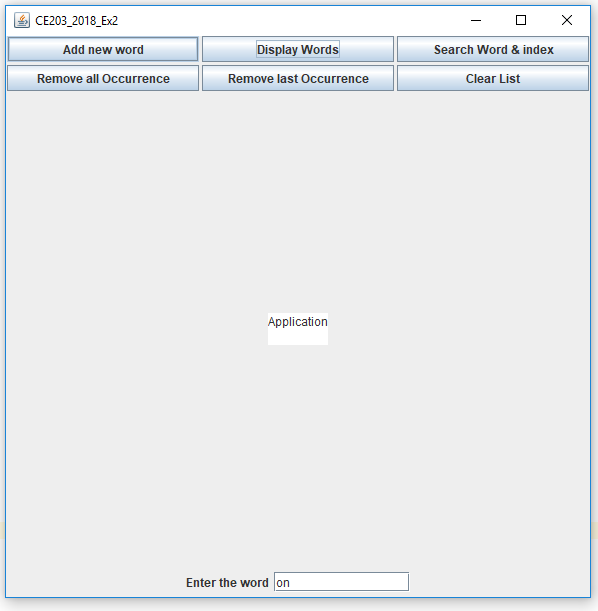 CE203_2018_Ex2
Add new word Display Words Search Word & index
Remove all Occurrence Remove last Occurrence Clear List
Application
Enter the word on